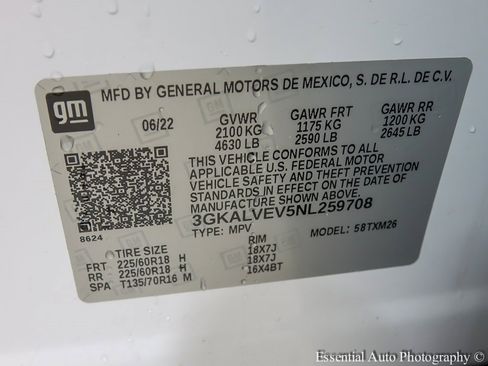 gm MFD BY GENERAL MOTORS DE MEXICO, S. DE R.L. DE C.V.
06/22 GVWR GAWR FRT GAWR RR
2100 KG 1175 KG 1200 KG
4630 LB 2590 LB 2645 LB
THIS VEHICLE CONFORMS TO ALL
APPLICABLE U.S. FEDERAL MOTOR
VEHICLE SAFETY AND THEFT PREVENTION
STANDARDS IN EFFECT ON THE DATE OF
MANUFACTURE SHOWN ABOVE.
3GKALVEV5NL259708
8624 TYPE: MPV MODEL: 58TXM26
TIRE SIZE RIM
FRT 225/60R18 H 18X7J
RR 225/60R18 H 18X7J
SPA T135/70R16 M 16X4BT
Essential Auto Photography ©